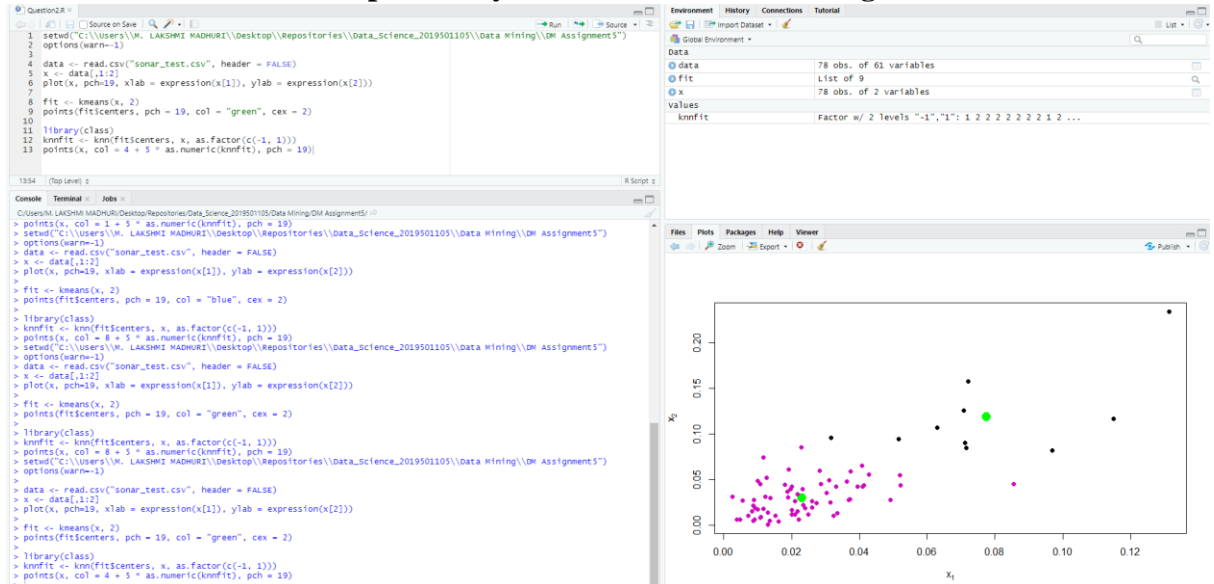 Question2.R ×
Source on Save
Run
Source
1 setwd("C:\\Users\\M. LAKSHMI MADHURI\\Desktop\\Repositories\\Data_Science_2019501105\\Data Mining\\DM Assignment5")
2 options(warn=-1)
3
4 data <- read.csv("sonar_test.csv", header = FALSE)
5 x <- data[,1:2]
6 plot(x, pch=19, xlab = expression(x[1]), ylab = expression(x[2]))
7
8 fit <- kmeans(x, 2)
9 points(fit$centers, pch = 19, col = "green", cex = 2)
10
11 library(class)
12 knnfit <- knn(fit$centers, x, as.factor(c(-1, 1)))
13 points(x, col = 4 + 5 * as.numeric(knnfit), pch = 19)
13:54 (Top Level) R Script
Console Terminal × Jobs ×
C:/Users/M. LAKSHMI MADHURI/Desktop/Repositories/Data_Science_2019501105/Data Mining/DM Assignment5/
> points(x, col = 1 + 5 * as.numeric(knnfit), pch = 19)
> setwd("C:\\Users\\M. LAKSHMI MADHURI\\Desktop\\Repositories\\Data_Science_2019501105\\Data Mining\\DM Assignment5")
> options(warn=-1)
> data <- read.csv("sonar_test.csv", header = FALSE)
> x <- data[,1:2]
> plot(x, pch=19, xlab = expression(x[1]), ylab = expression(x[2]))
>
> fit <- kmeans(x, 2)
> points(fit$centers, pch = 19, col = "blue", cex = 2)
>
> library(class)
> knnfit <- knn(fit$centers, x, as.factor(c(-1, 1)))
> points(x, col = 8 + 5 * as.numeric(knnfit), pch = 19)
> setwd("C:\\Users\\M. LAKSHMI MADHURI\\Desktop\\Repositories\\Data_Science_2019501105\\Data Mining\\DM Assignment5")
> options(warn=-1)
> data <- read.csv("sonar_test.csv", header = FALSE)
> x <- data[,1:2]
> plot(x, pch=19, xlab = expression(x[1]), ylab = expression(x[2]))
>
> fit <- kmeans(x, 2)
> points(fit$centers, pch = 19, col = "green", cex = 2)
>
> library(class)
> knnfit <- knn(fit$centers, x, as.factor(c(-1, 1)))
> points(x, col = 8 + 5 * as.numeric(knnfit), pch = 19)
> setwd("C:\\Users\\M. LAKSHMI MADHURI\\Desktop\\Repositories\\Data_Science_2019501105\\Data Mining\\DM Assignment5")
> options(warn=-1)
>
> data <- read.csv("sonar_test.csv", header = FALSE)
> x <- data[,1:2]
> plot(x, pch=19, xlab = expression(x[1]), ylab = expression(x[2]))
>
> fit <- kmeans(x, 2)
> points(fit$centers, pch = 19, col = "green", cex = 2)
>
> library(class)
> knnfit <- knn(fit$centers, x, as.factor(c(-1, 1)))
> points(x, col = 4 + 5 * as.numeric(knnfit), pch = 19)
Environment History Connections Tutorial
Import Dataset
List
Global Environment
Data
data 78 obs. of 61 variables
fit List of 9
x 78 obs. of 2 variables
Values
knnfit Factor w/ 2 levels "-1","1": 1 2 2 2 2 2 2 2 1 2 ...
Files Plots Packages Help Viewer
Zoom Export Publish
0.20
0.15
x2
0.10
0.05
0.00
0.00 0.02 0.04 0.06 0.08 0.10 0.12
x1